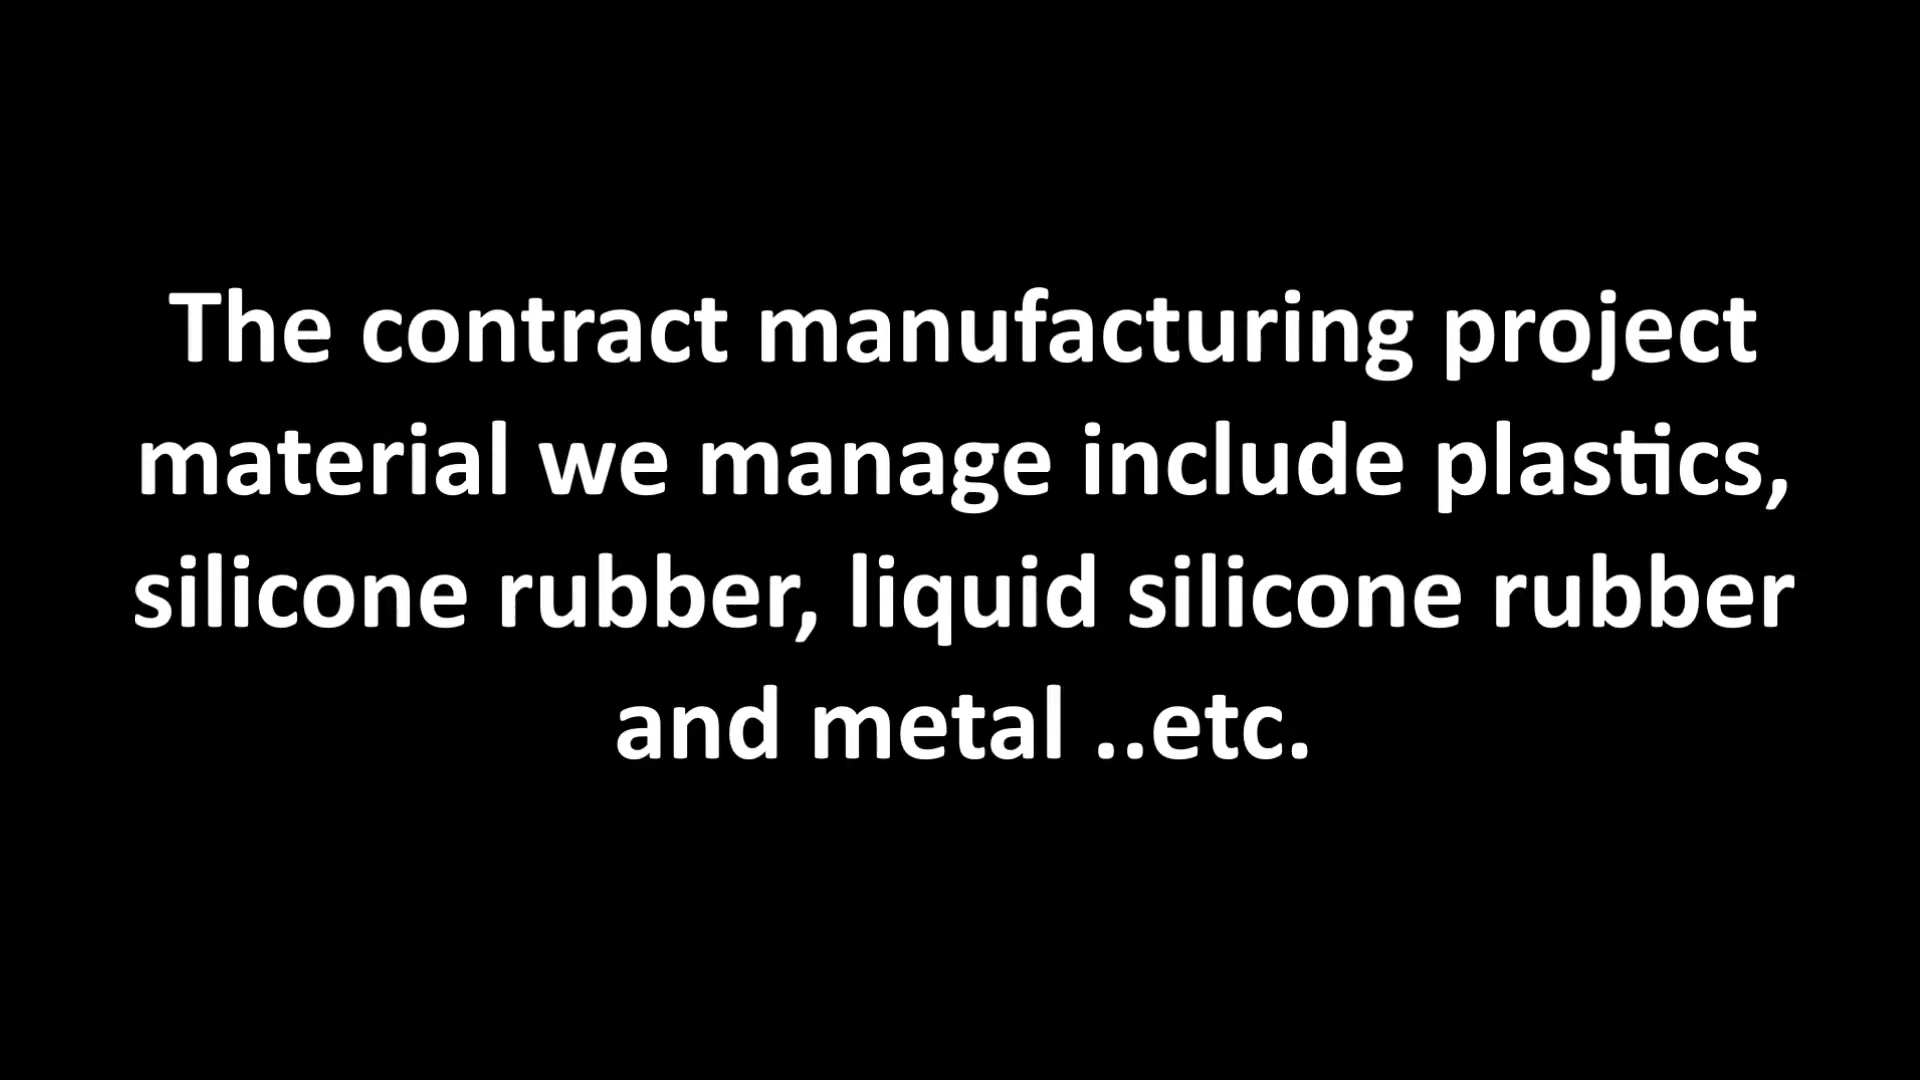 The contract manufacturing project
material we manage include plastics,
silicone rubber, liquid silicone rubber
and metal ..etc.